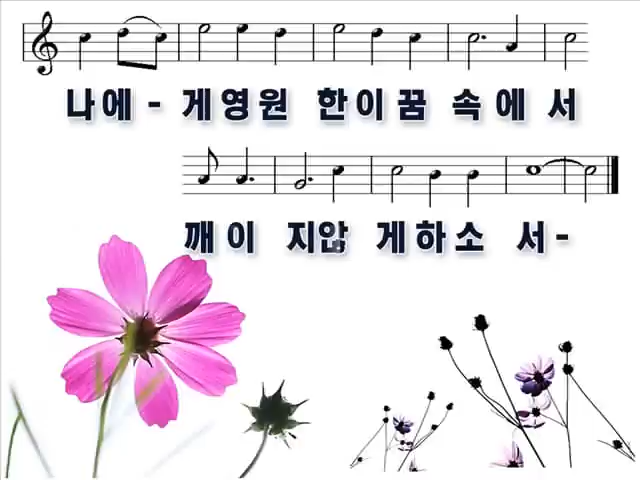 나에 - 게영원 한이꿈 속에 서
깨이 지않 게하소 서-